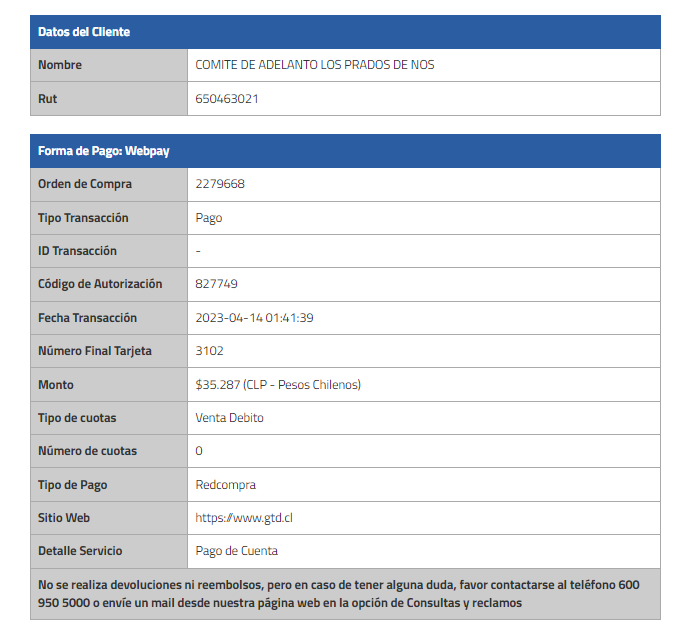 Datos del Cliente
Nombre COMITE DE ADELANTO LOS PRADOS DE NOS
Rut 650463021
Forma de Pago: Webpay
Orden de Compra 2279668
Tipo Transacción Pago
ID Transacción -
Código de Autorización 827749
Fecha Transacción 2023-04-14 01:41:39
Número Final Tarjeta 3102
Monto $35.287 (CLP - Pesos Chilenos)
Tipo de cuotas Venta Debito
Número de cuotas 0
Tipo de Pago Redcompra
Sitio Web https://www.gtd.cl
Detalle Servicio Pago de Cuenta
No se realiza devoluciones ni reembolsos, pero en caso de tener alguna duda, favor contactarse al teléfono 600
950 5000 o envíe un mail desde nuestra página web en la opción de Consultas y reclamos